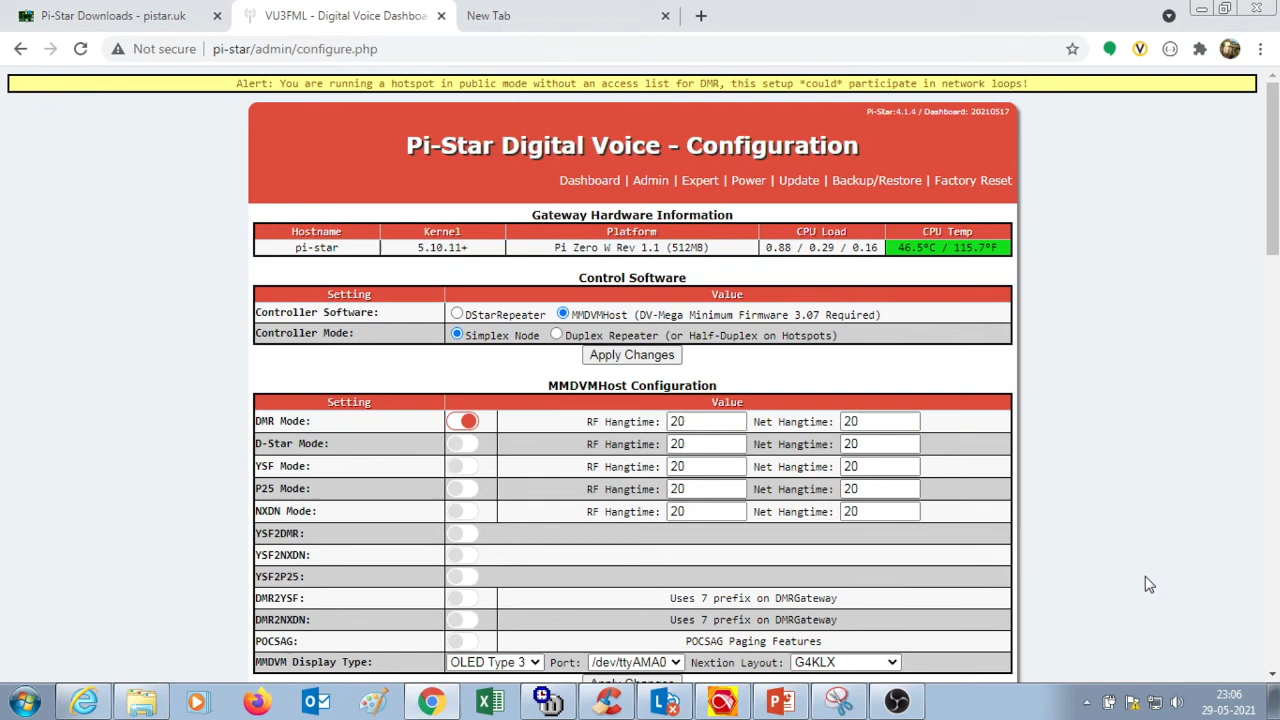 Pi-Star Downloads - pistar.uk
VU3FML - Digital Voice Dashboa
New Tab
Not secure
pi-star/admin/configure.php
Alert: You are running a hotspot in public mode without an access list for DMR, this setup *could* participate in network loops!
Pi-Star:4.1.4 / Dashboard: 20210517
Pi-Star Digital Voice - Configuration
Dashboard | Admin | Expert | Power | Update | Backup/Restore | Factory Reset
Gateway Hardware Information
Hostname Kernel Platform CPU Load CPU Temp
pi-star 5.10.11+ Pi Zero W Rev 1.1 (512MB) 0.88 / 0.29 / 0.16 46.5ºC / 115.7ºF
Control Software
Setting Value
Controller Software: DStarRepeater MMDVMHost (DV-Mega Minimum Firmware 3.07 Required)
Controller Mode: Simplex Node Duplex Repeater (or Half-Duplex on Hotspots)
Apply Changes
MMDVMHost Configuration
Setting Value
DMR Mode: RF Hangtime: 20 Net Hangtime: 20
D-Star Mode: RF Hangtime: 20 Net Hangtime: 20
YSF Mode: RF Hangtime: 20 Net Hangtime: 20
P25 Mode: RF Hangtime: 20 Net Hangtime: 20
NXDN Mode: RF Hangtime: 20 Net Hangtime: 20
YSF2DMR:
YSF2NXDN:
YSF2P25:
DMR2YSF: Uses 7 prefix on DMRGateway
DMR2NXDN: Uses 7 prefix on DMRGateway
POCSAG: POCSAG Paging Features
MMDVM Display Type: OLED Type 3 Port: /dev/ttyAMA0 Nextion Layout: G4KLX
Apply Changes
23:06
29-05-2021